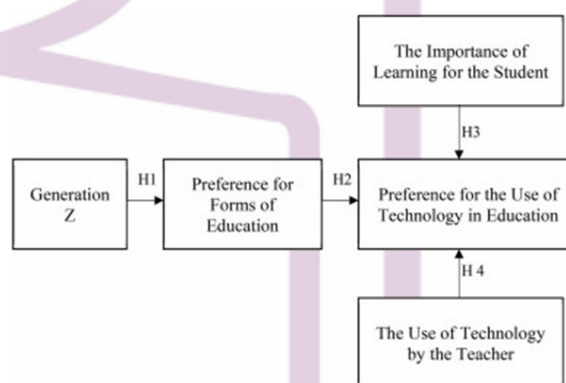 The Importance of
Learning for the Student
H3
Generation
Z
H1
Preference for
Forms of
Education
H2
Preference for the Use of
Technology in Education
H 4
The Use of Technology
by the Teacher